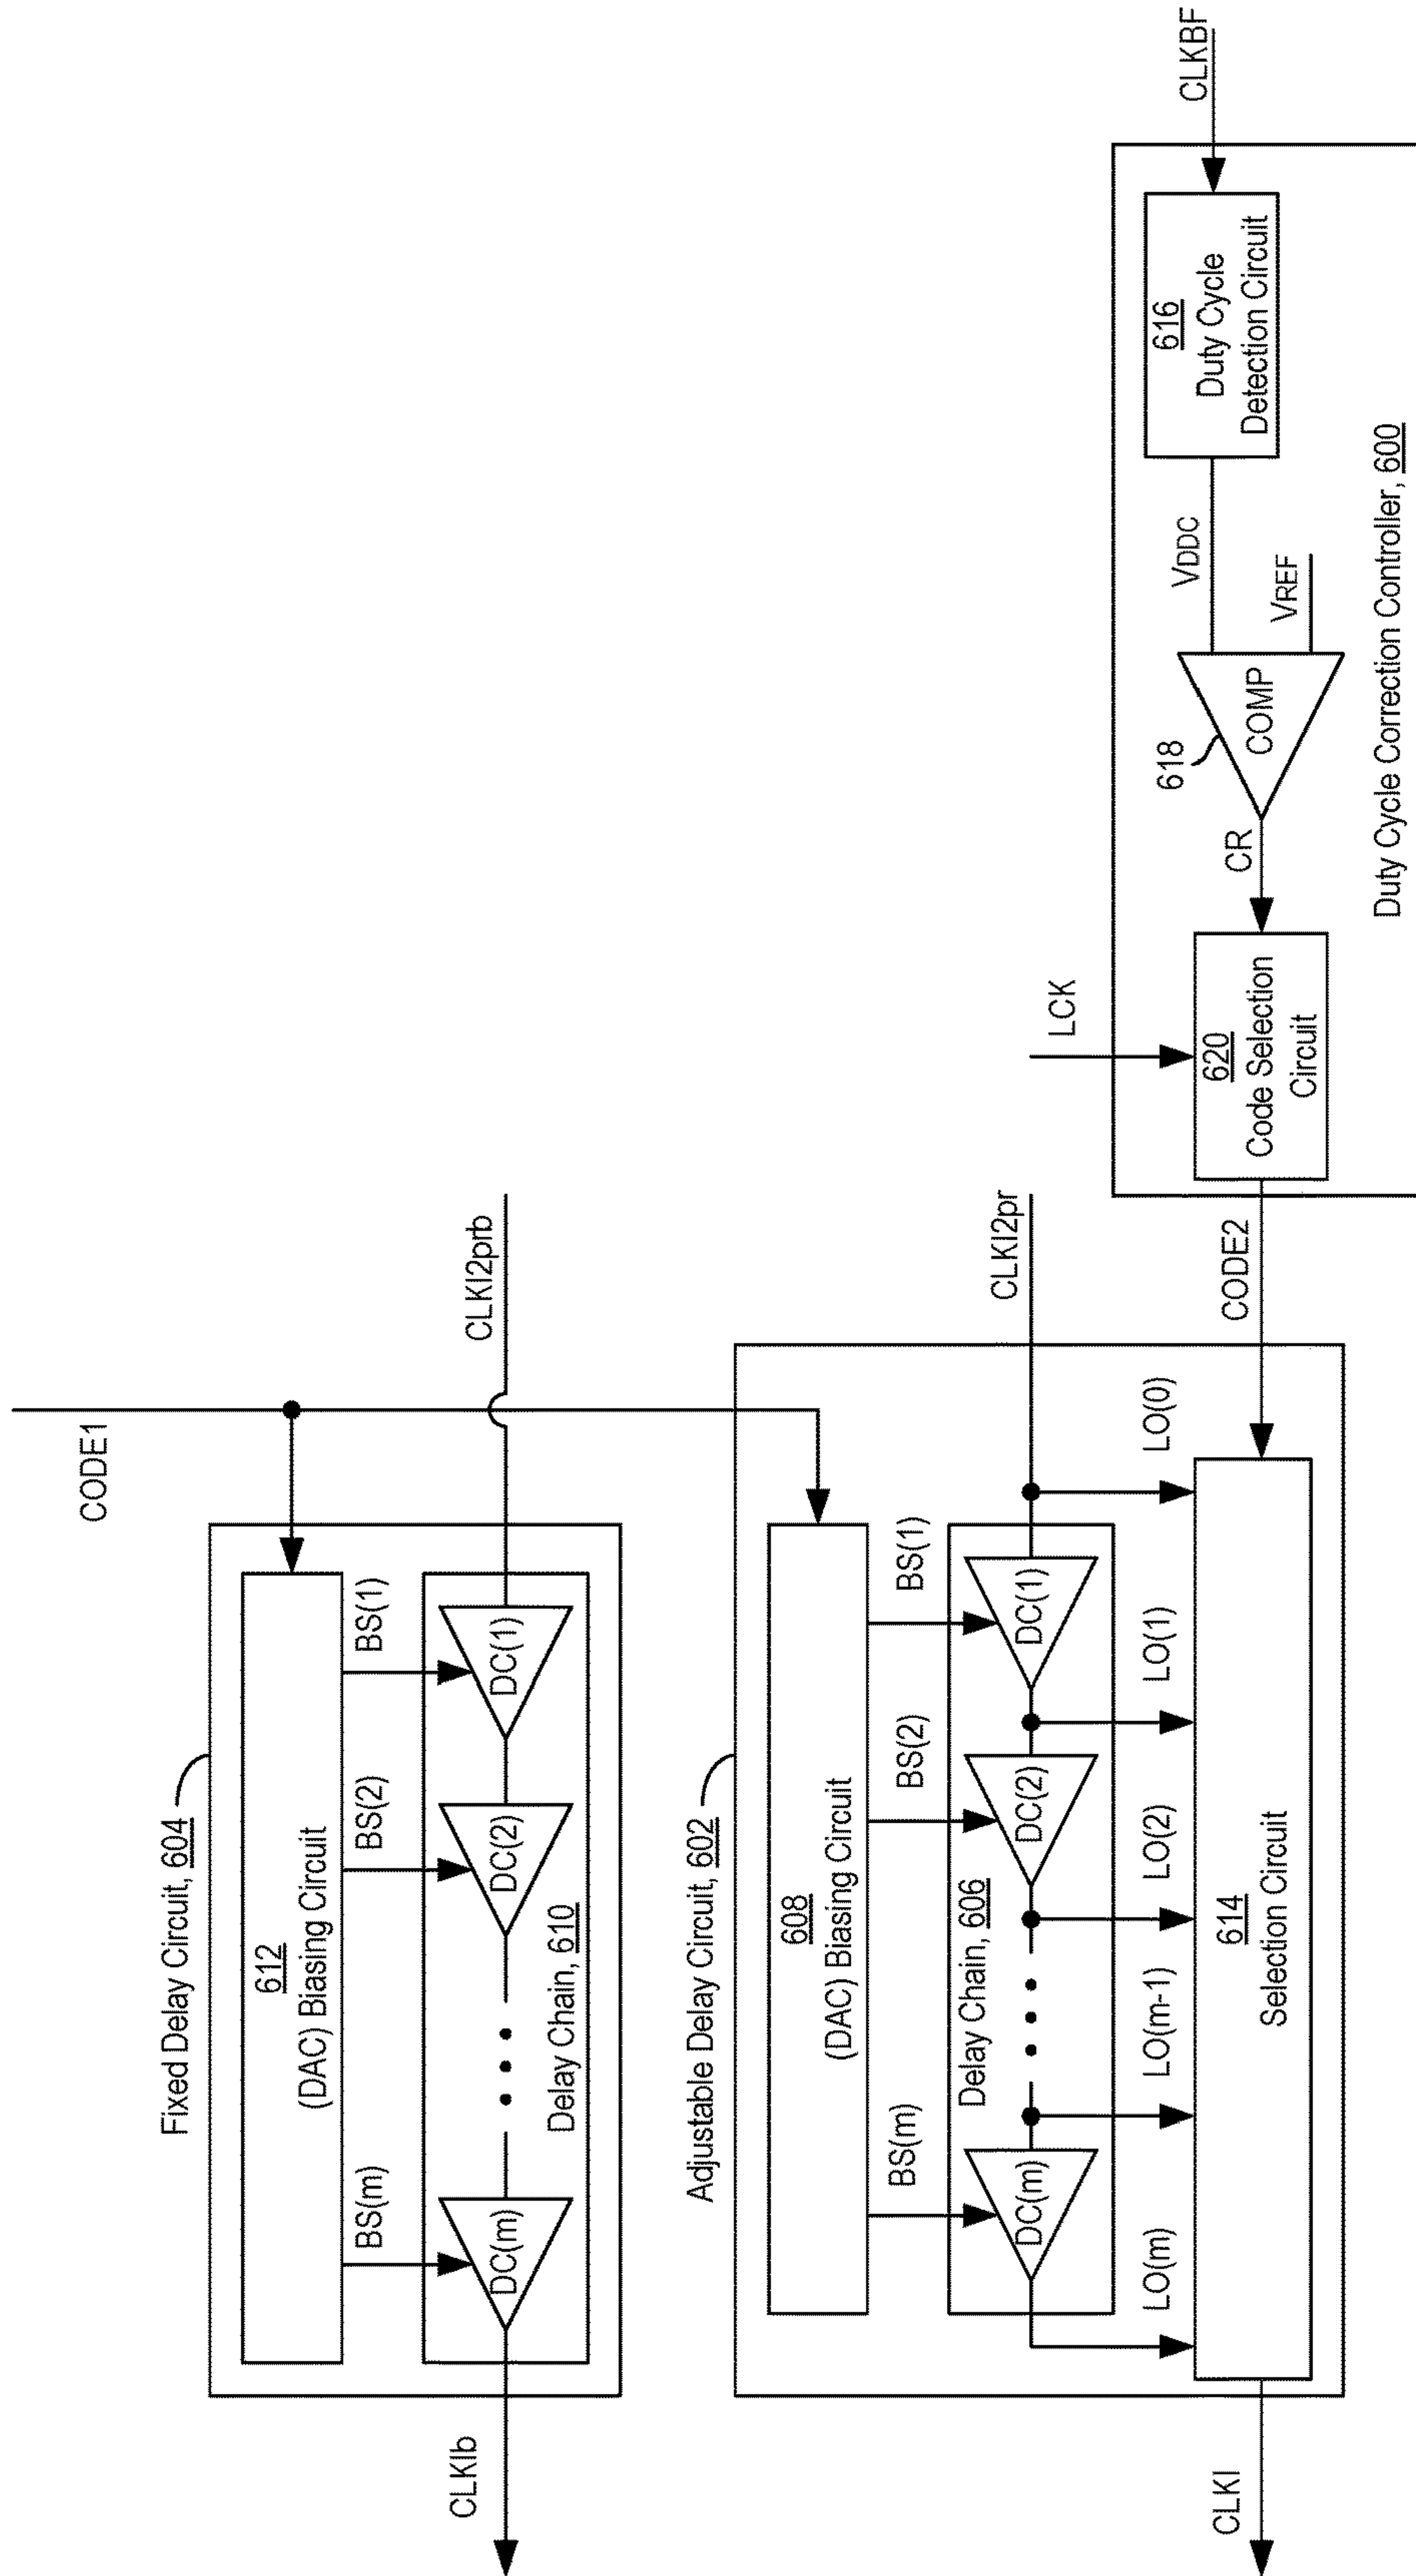 CODE1
Fixed Delay Circuit, 604
612
(DAC) Biasing Circuit
BS(m)
BS(2)
BS(1)
DC(m)
DC(2)
DC(1)
Delay Chain, 610
CLKIb
CLKI2prb
Adjustable Delay Circuit, 602
608
(DAC) Biasing Circuit
BS(m)
BS(2)
BS(1)
Delay Chain, 606
DC(m)
DC(2)
DC(1)
CLKI2pr
LO(m)
LO(m-1)
LO(2)
LO(1)
LO(0)
614
Selection Circuit
CLKI
CODE2
LCK
620
Code Selection
Circuit
CR
618
COMP
VDDC
VREF
616
Duty Cycle
Detection Circuit
CLKBF
Duty Cycle Correction Controller, 600